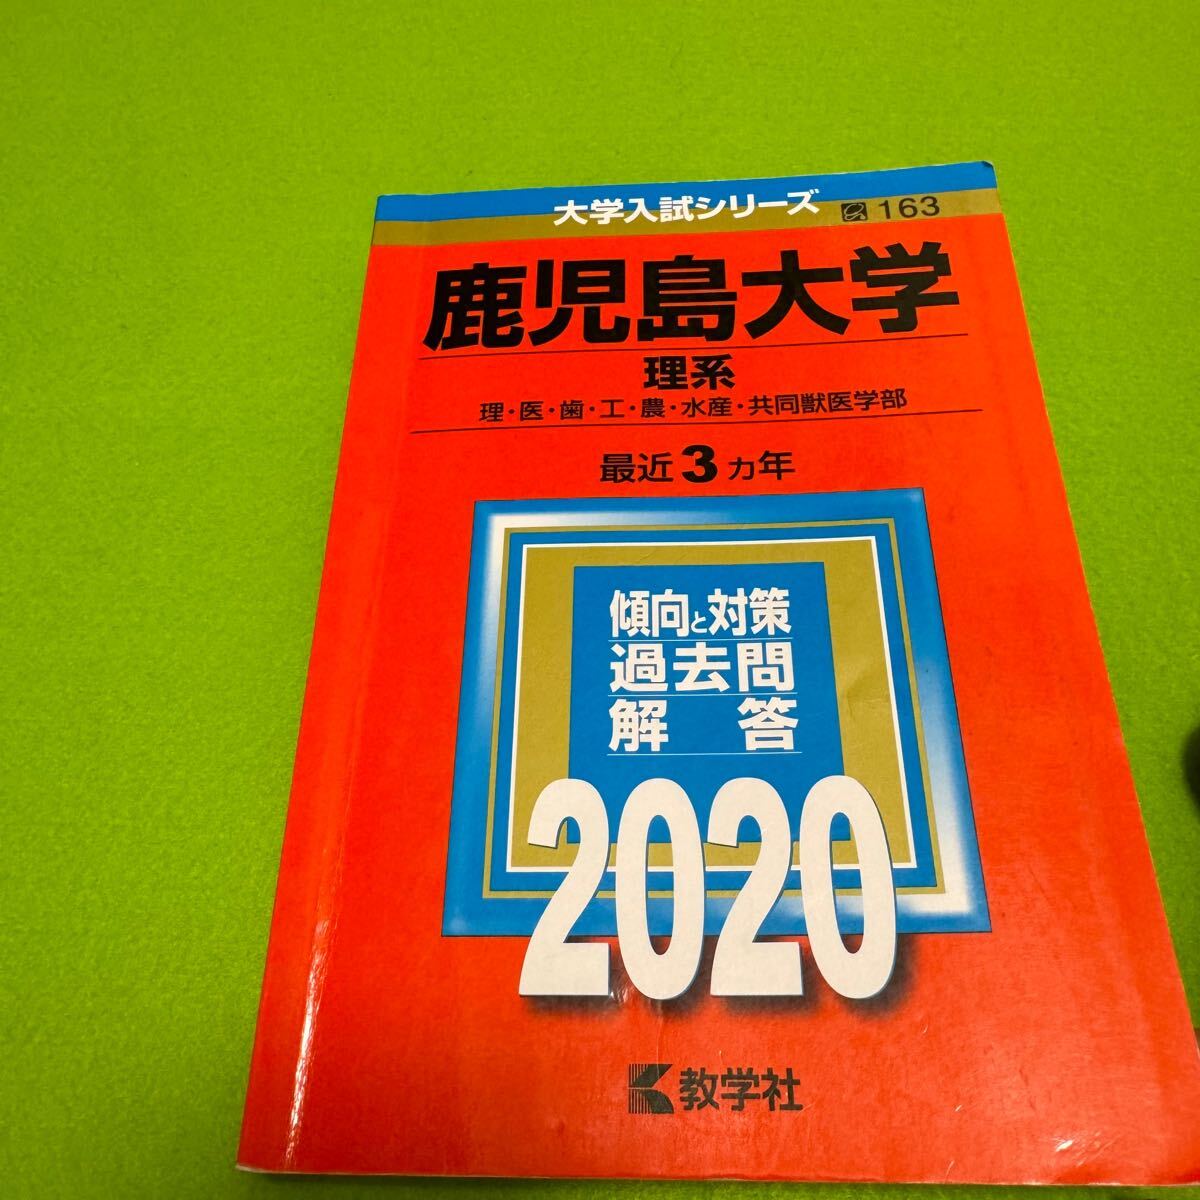 大学入試シリーズ 163
鹿児島大学
理系
理・医・歯・工・農・水産・共同獣医学部
最近3カ年
傾向と対策
過去問
解答
2020
教学社